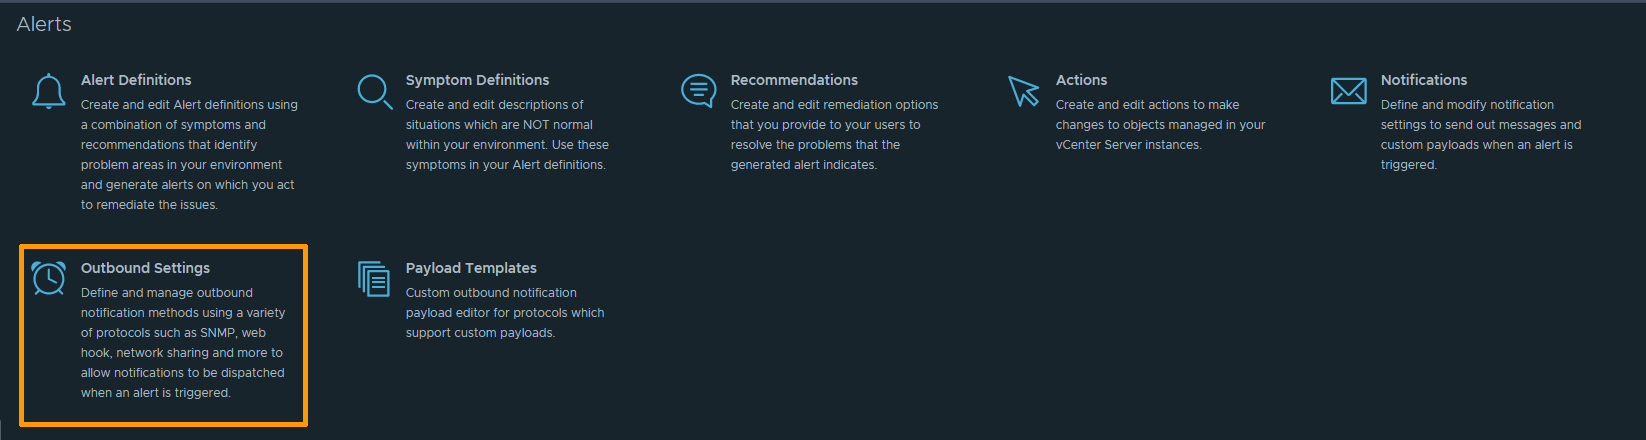 Alerts
Alert Definitions
Create and edit Alert definitions using
a combination of symptoms and
recommendations that identify
problem areas in your environment
and generate alerts on which you act
to remediate the issues.
Symptom Definitions
Create and edit descriptions of
situations which are NOT normal
within your environment. Use these
symptoms in your Alert definitions.
Recommendations
Create and edit remediation options
that you provide to your users to
resolve the problems that the
generated alert indicates.
Actions
Create and edit actions to make
changes to objects managed in your
vCenter Server instances.
Notifications
Define and modify notification
settings to send out messages and
custom payloads when an alert is
triggered.
Outbound Settings
Define and manage outbound
notification methods using a variety
of protocols such as SNMP, web
hook, network sharing and more to
allow notifications to be dispatched
when an alert is triggered.
Payload Templates
Custom outbound notification
payload editor for protocols which
support custom payloads.